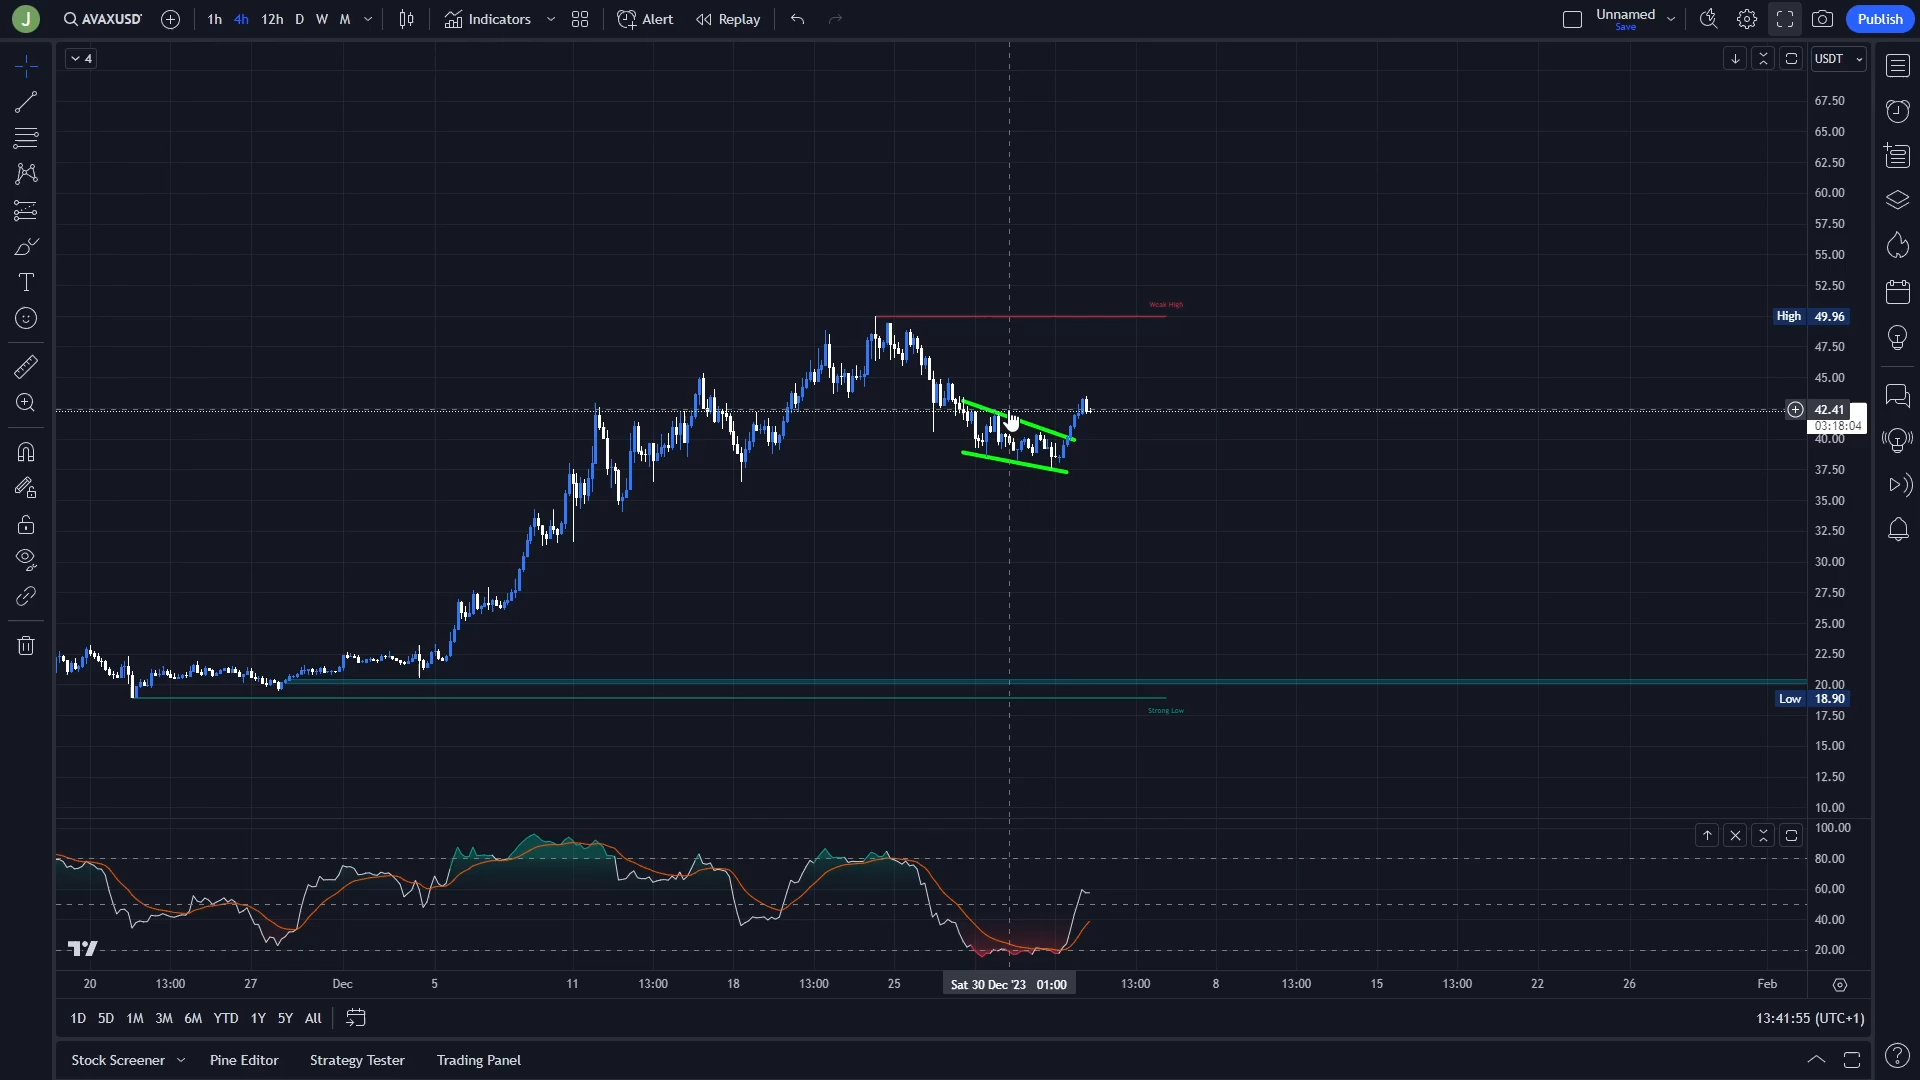 J
AVAXUSD
1h
4h
12h
D
W
M
Indicators
Alert
Replay
Unnamed
Save
Publish
4
USDT
67.50
65.00
62.50
60.00
57.50
55.00
52.50
Weak High
High 49.96
47.50
45.00
42.41
03:18:04
40.00
37.50
35.00
32.50
30.00
27.50
25.00
22.50
20.00
Low 18.90
Strong Low
17.50
15.00
12.50
10.00
100.00
80.00
60.00
40.00
20.00
20
13:00
27
Dec
5
11
13:00
18
13:00
25
Sat 30 Dec '23 01:00
13:00
8
13:00
15
13:00
22
26
Feb
1D
5D
1M
3M
6M
YTD
1Y
5Y
All
13:41:55 (UTC+1)
Stock Screener
Pine Editor
Strategy Tester
Trading Panel